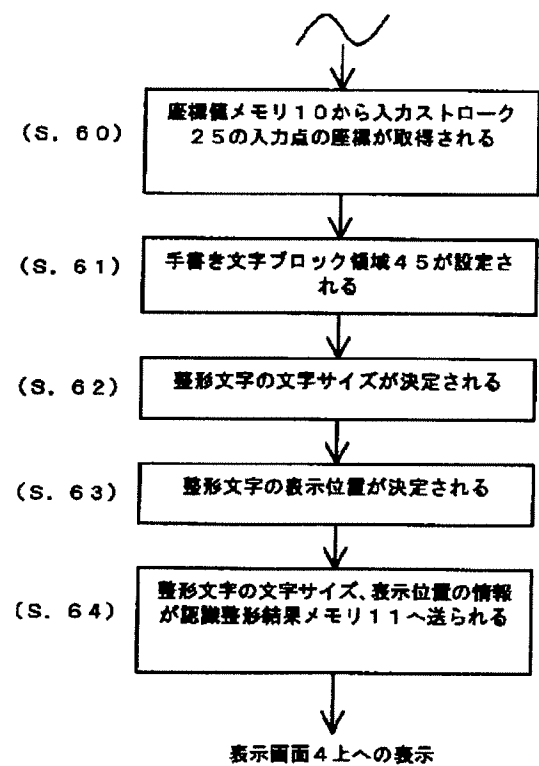 (S. 60)
座標値メモリ10から入力ストローク
25の入力点の座標が取得される
(S. 61)
手書き文字ブロック領域45が設定さ
れる
(S. 62)
整形文字の文字サイズが決定される
(S. 63)
整形文字の表示位置が決定される
(S. 64)
整形文字の文字サイズ、表示位置の情報
が認識整形結果メモリ11へ送られる
表示画面4上への表示